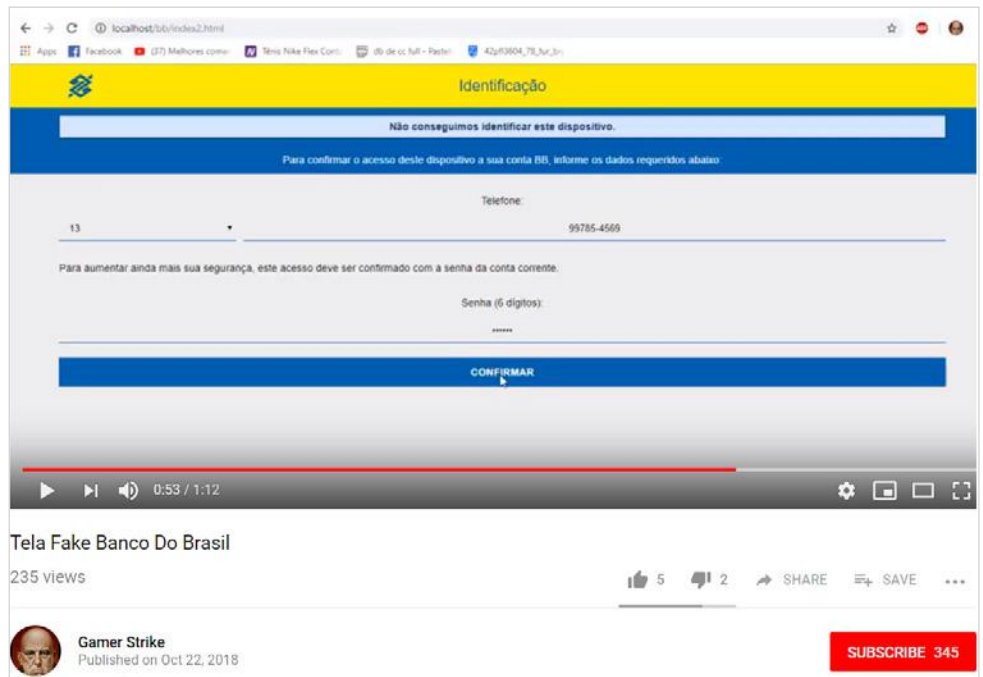 localhost/bb/index2.html
Apps Facebook (37) Melhores come Tênis Nike Flex Contr db de cc full - Paste
Identificação
Não conseguimos identificar este dispositivo.
Para confirmar o acesso deste dispositivo a sua conta BB, informe os dados requeridos abaixo:
Telefone:
13 99785-4569
Para aumentar ainda mais sua segurança, este acesso deve ser confirmado com a senha da conta corrente.
Senha (6 dígitos):
••••••
CONFIRMAR
0:53 / 1:12
Tela Fake Banco Do Brasil
235 views 5 2 SHARE SAVE
Gamer Strike
Published on Oct 22, 2018
SUBSCRIBE 345